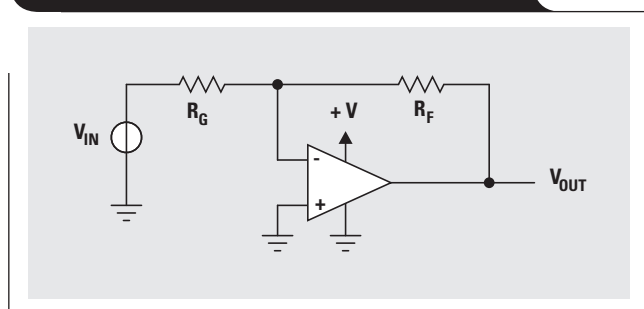 + V
R_G
R_F
V_IN
-
+
V_OUT